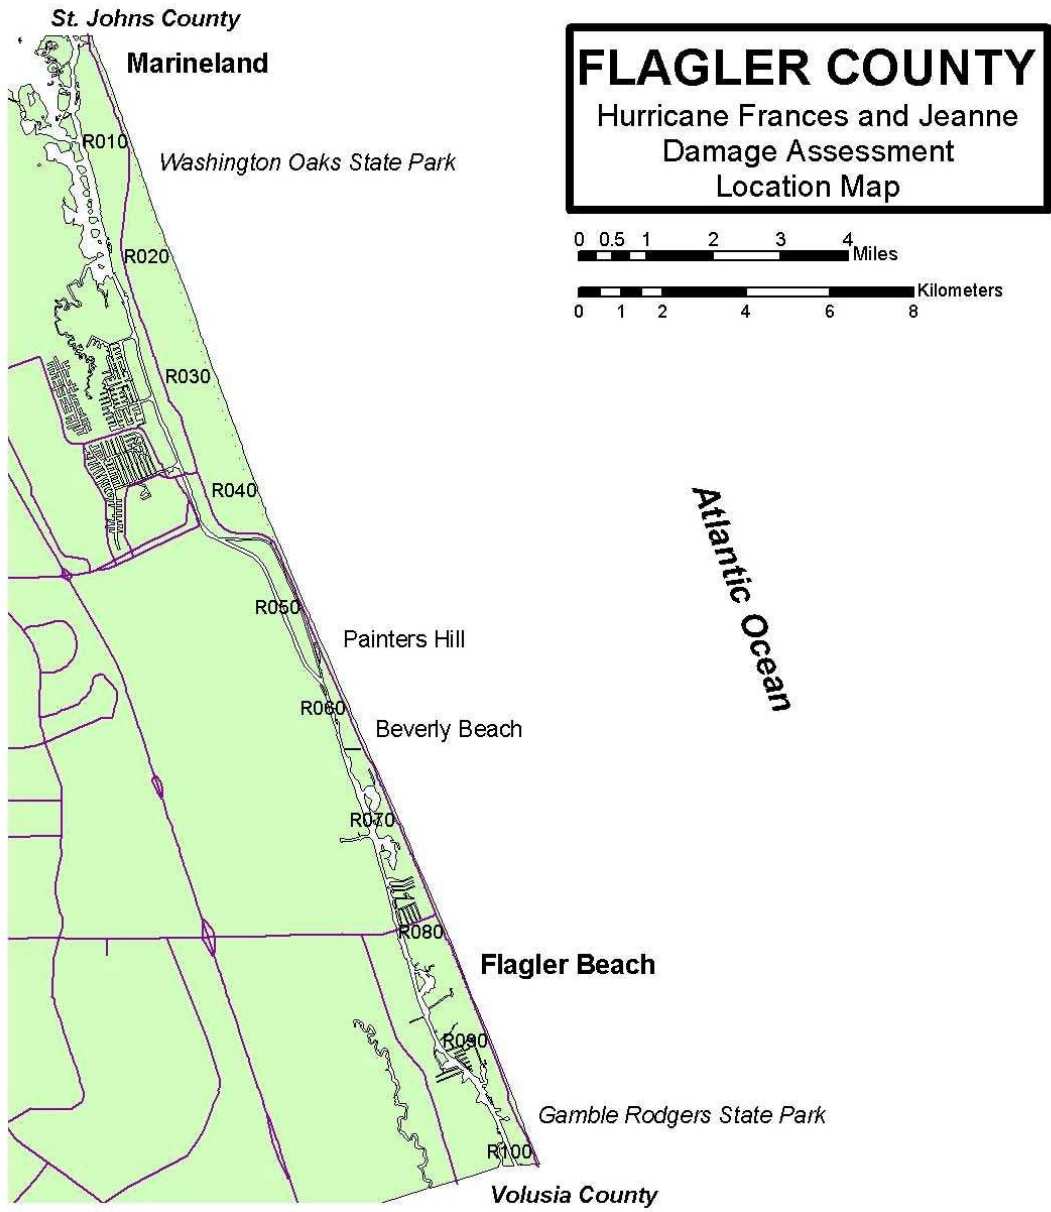 St. Johns County
Marineland
FLAGLER COUNTY
Hurricane Frances and Jeanne
Damage Assessment
Location Map
R010
Washington Oaks State Park
0 0.5 1 2 3 4
Miles
R020
Kilometers
0 1 2 4 6 8
R030
R040
Atlantic Ocean
R050
Painters Hill
R060
Beverly Beach
R070
R080
Flagler Beach
R090
Gamble Rodgers State Park
R100
Volusia County